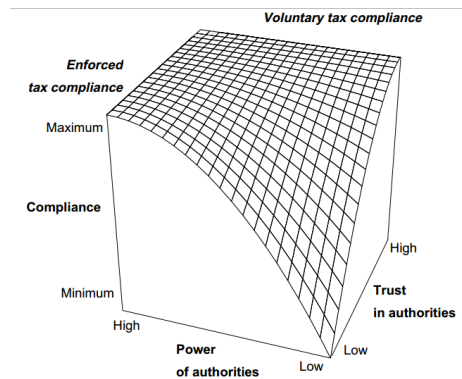 Voluntary tax compliance
Enforced
tax compliance
Maximum
Compliance
Minimum
High
Power
of authorities
Low
Low
Trust
in authorities
High